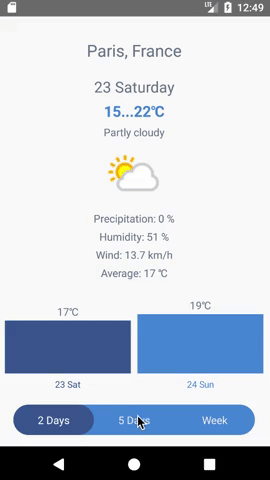 LTE 12:49
Paris, France
23 Saturday
15...22℃
Partly cloudy
Precipitation: 0 %
Humidity: 51 %
Wind: 13.7 km/h
Average: 17 ℃
17℃
19℃
23 Sat
24 Sun
2 Days
5 Days
Week